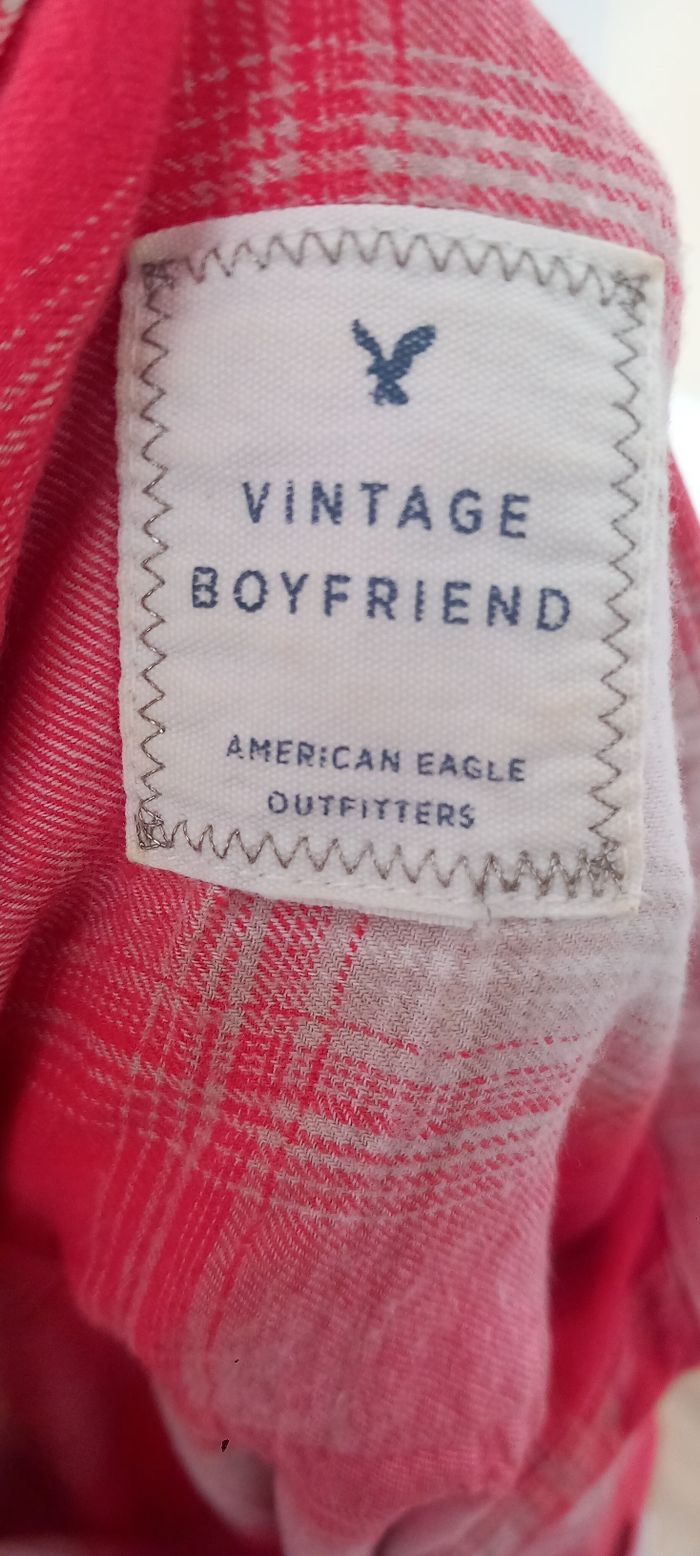 VINTAGE
BOYFRIEND
AMERICAN EAGLE
OUTFITTERS